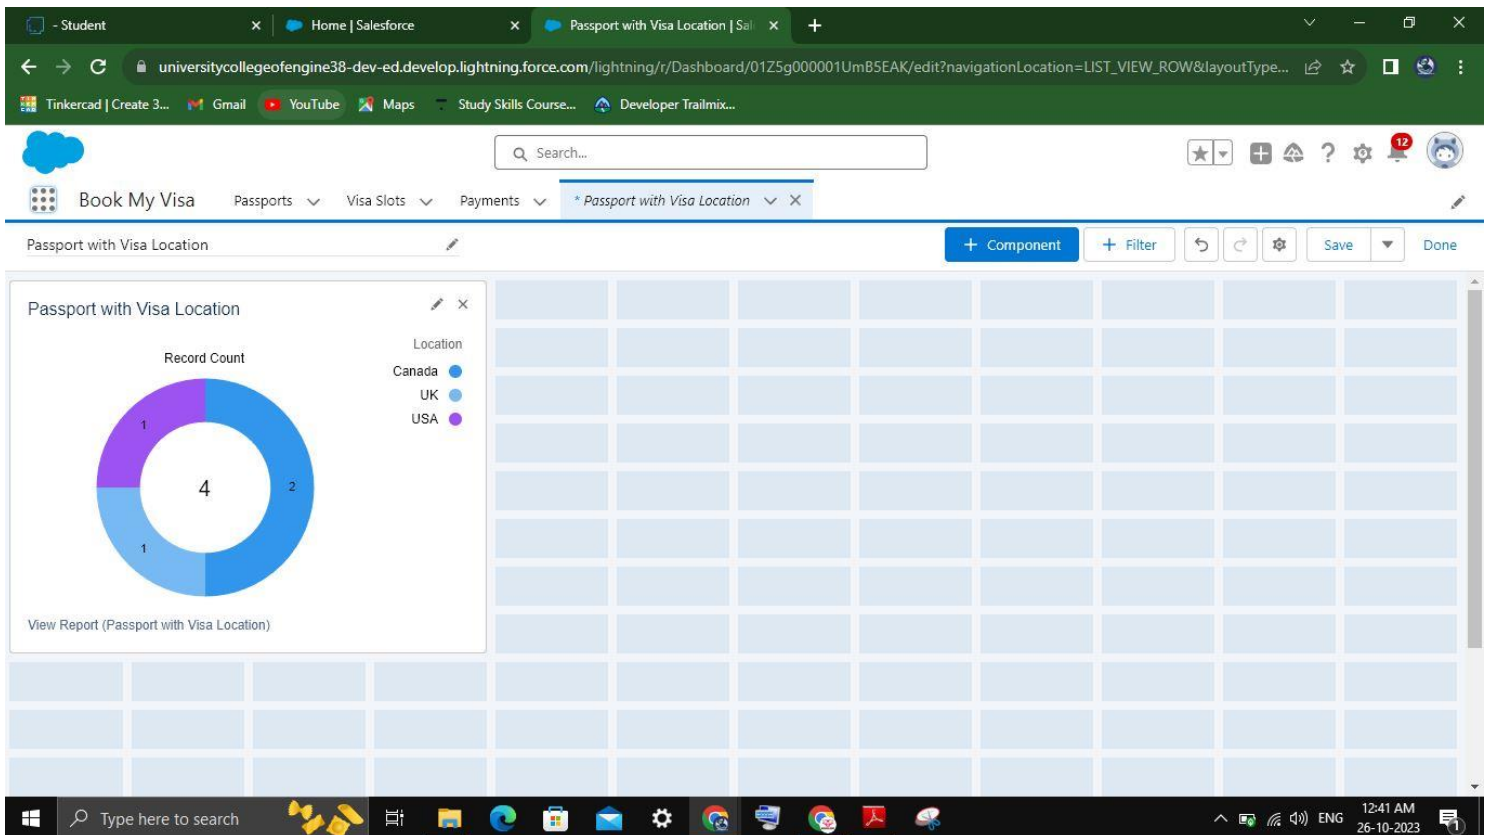 - Student
Home | Salesforce
Passport with Visa Location | Sal
universitycollegeofengine38-dev-ed.develop.lightning.force.com/lightning/r/Dashboard/01Z5g000001UmB5EAK/edit?navigationLocation=LIST_VIEW_ROW&layoutType...
Tinkercad | Create 3... Gmail YouTube Maps Study Skills Course... Developer Trailmix...
Search...
12
Book My Visa Passports Visa Slots Payments * Passport with Visa Location
Passport with Visa Location
+ Component + Filter Save Done
Passport with Visa Location
Record Count
Location
Canada
UK
USA
1
4
2
1
View Report (Passport with Visa Location)
Type here to search
ENG
12:41 AM
26-10-2023
1